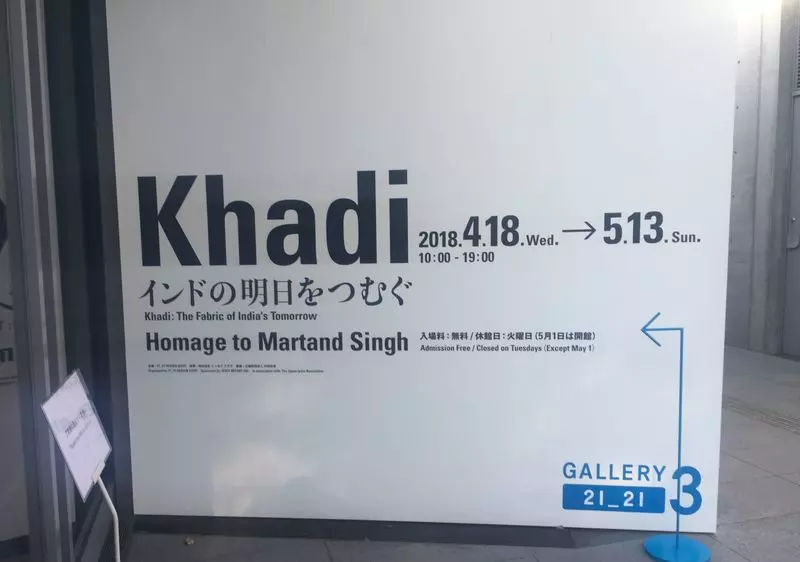 Khadi
2018.4.18.Wed. → 5.13.Sun.
10:00 - 19:00
インドの明日をつむぐ
Khadi: The Fabric of India's Tomorrow
Homage to Martand Singh
入場料：無料 / 休館日：火曜日（5月1日は開館）
Admission Free / Closed on Tuesdays (Except May 1)
GALLERY 3
21_21